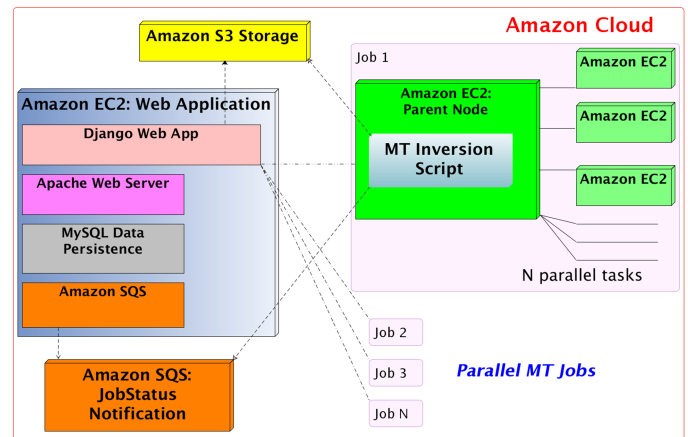 Amazon Cloud
Amazon S3 Storage
Job 1
Amazon EC2
Amazon EC2: Web Application
Amazon EC2:
Parent Node
Django Web App
Amazon EC2
MT Inversion
Script
Apache Web Server
Amazon EC2
MySQL Data
Persistence
N parallel tasks
Amazon SQS
Job 2
Amazon SQS:
JobStatus
Notification
Job 3
Parallel MT Jobs
Job N